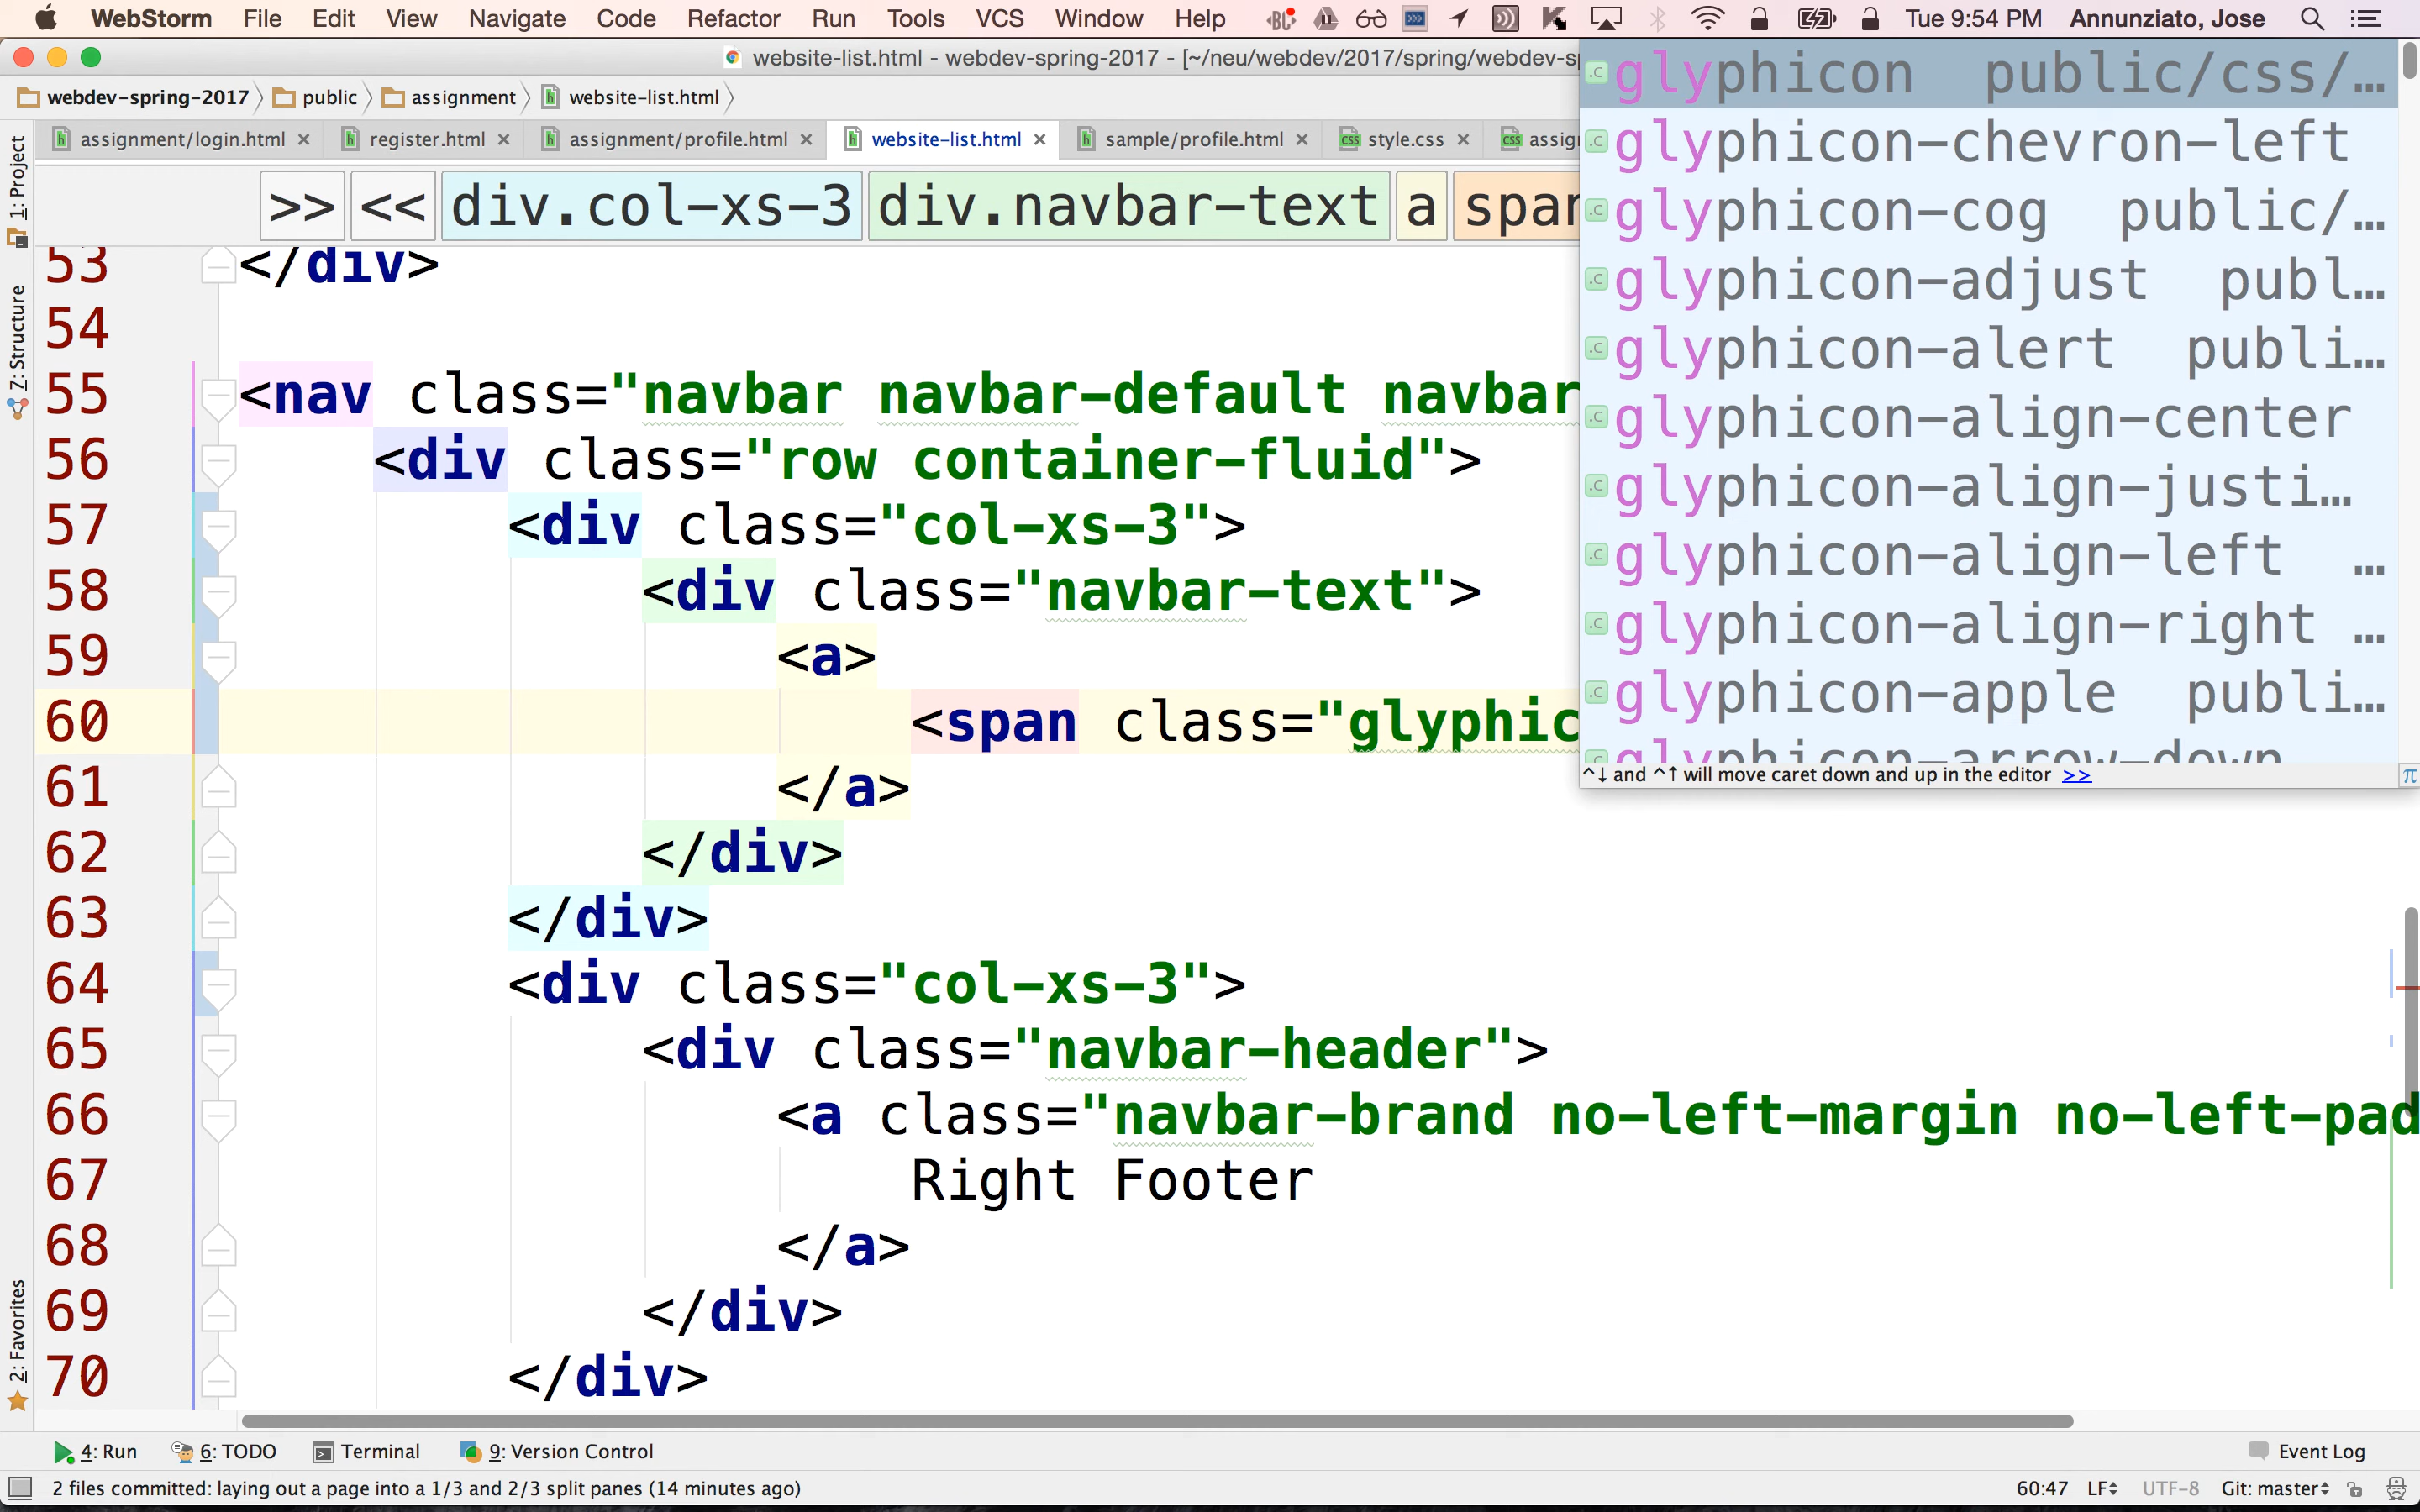 WebStorm File Edit View Navigate Code Refactor Run Tools VCS Window Help Tue 9:54 PM Annunziato, Jose
website-list.html - webdev-spring-2017 - [~/neu/webdev/2017/spring/webdev-s
webdev-spring-2017 public assignment website-list.html
assignment/login.html register.html assignment/profile.html website-list.html sample/profile.html style.css assig
>> << div.col-xs-3 div.navbar-text a span
53 </div>
54
55 <nav class="navbar navbar-default navbar
56 <div class="row container-fluid">
57 <div class="col-xs-3">
58 <div class="navbar-text">
59 <a>
60 <span class="glyphic
61 </a>
62 </div>
63 </div>
64 <div class="col-xs-3">
65 <div class="navbar-header">
66 <a class="navbar-brand no-left-margin no-left-pad
67 Right Footer
68 </a>
69 </div>
70 </div>
glyphicon public/css/…
glyphicon-chevron-left
glyphicon-cog public/…
glyphicon-adjust publ…
glyphicon-alert publi…
glyphicon-align-center
glyphicon-align-justi…
glyphicon-align-left …
glyphicon-align-right …
glyphicon-apple publi…
glyphicon-arrow-down
^↓ and ^↑ will move caret down and up in the editor >>
π
1: Project
7: Structure
2: Favorites
4: Run 6: TODO Terminal 9: Version Control Event Log
2 files committed: laying out a page into a 1/3 and 2/3 split panes (14 minutes ago) 60:47 LF UTF-8 Git: master